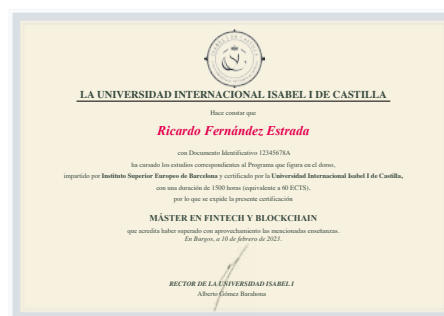 LA UNIVERSIDAD INTERNACIONAL ISABEL I DE CASTILLA
Hace constar que
Ricardo Fernández Estrada
con Documento Identificativo 12345678A
ha cursado los estudios correspondientes al Programa que figura en el dorso,
impartido por Instituto Superior Europeo de Barcelona y certificado por la Universidad Internacional Isabel I de Castilla,
con una duración de 1500 horas (equivalente a 60 ECTS),
por lo que se expide la presente certificación
MÁSTER EN FINTECH Y BLOCKCHAIN
que acredita haber superado con aprovechamiento las mencionadas enseñanzas.
En Burgos, a 10 de febrero de 2023.
RECTOR DE LA UNIVERSIDAD ISABEL I
Alberto Gómez Barahona